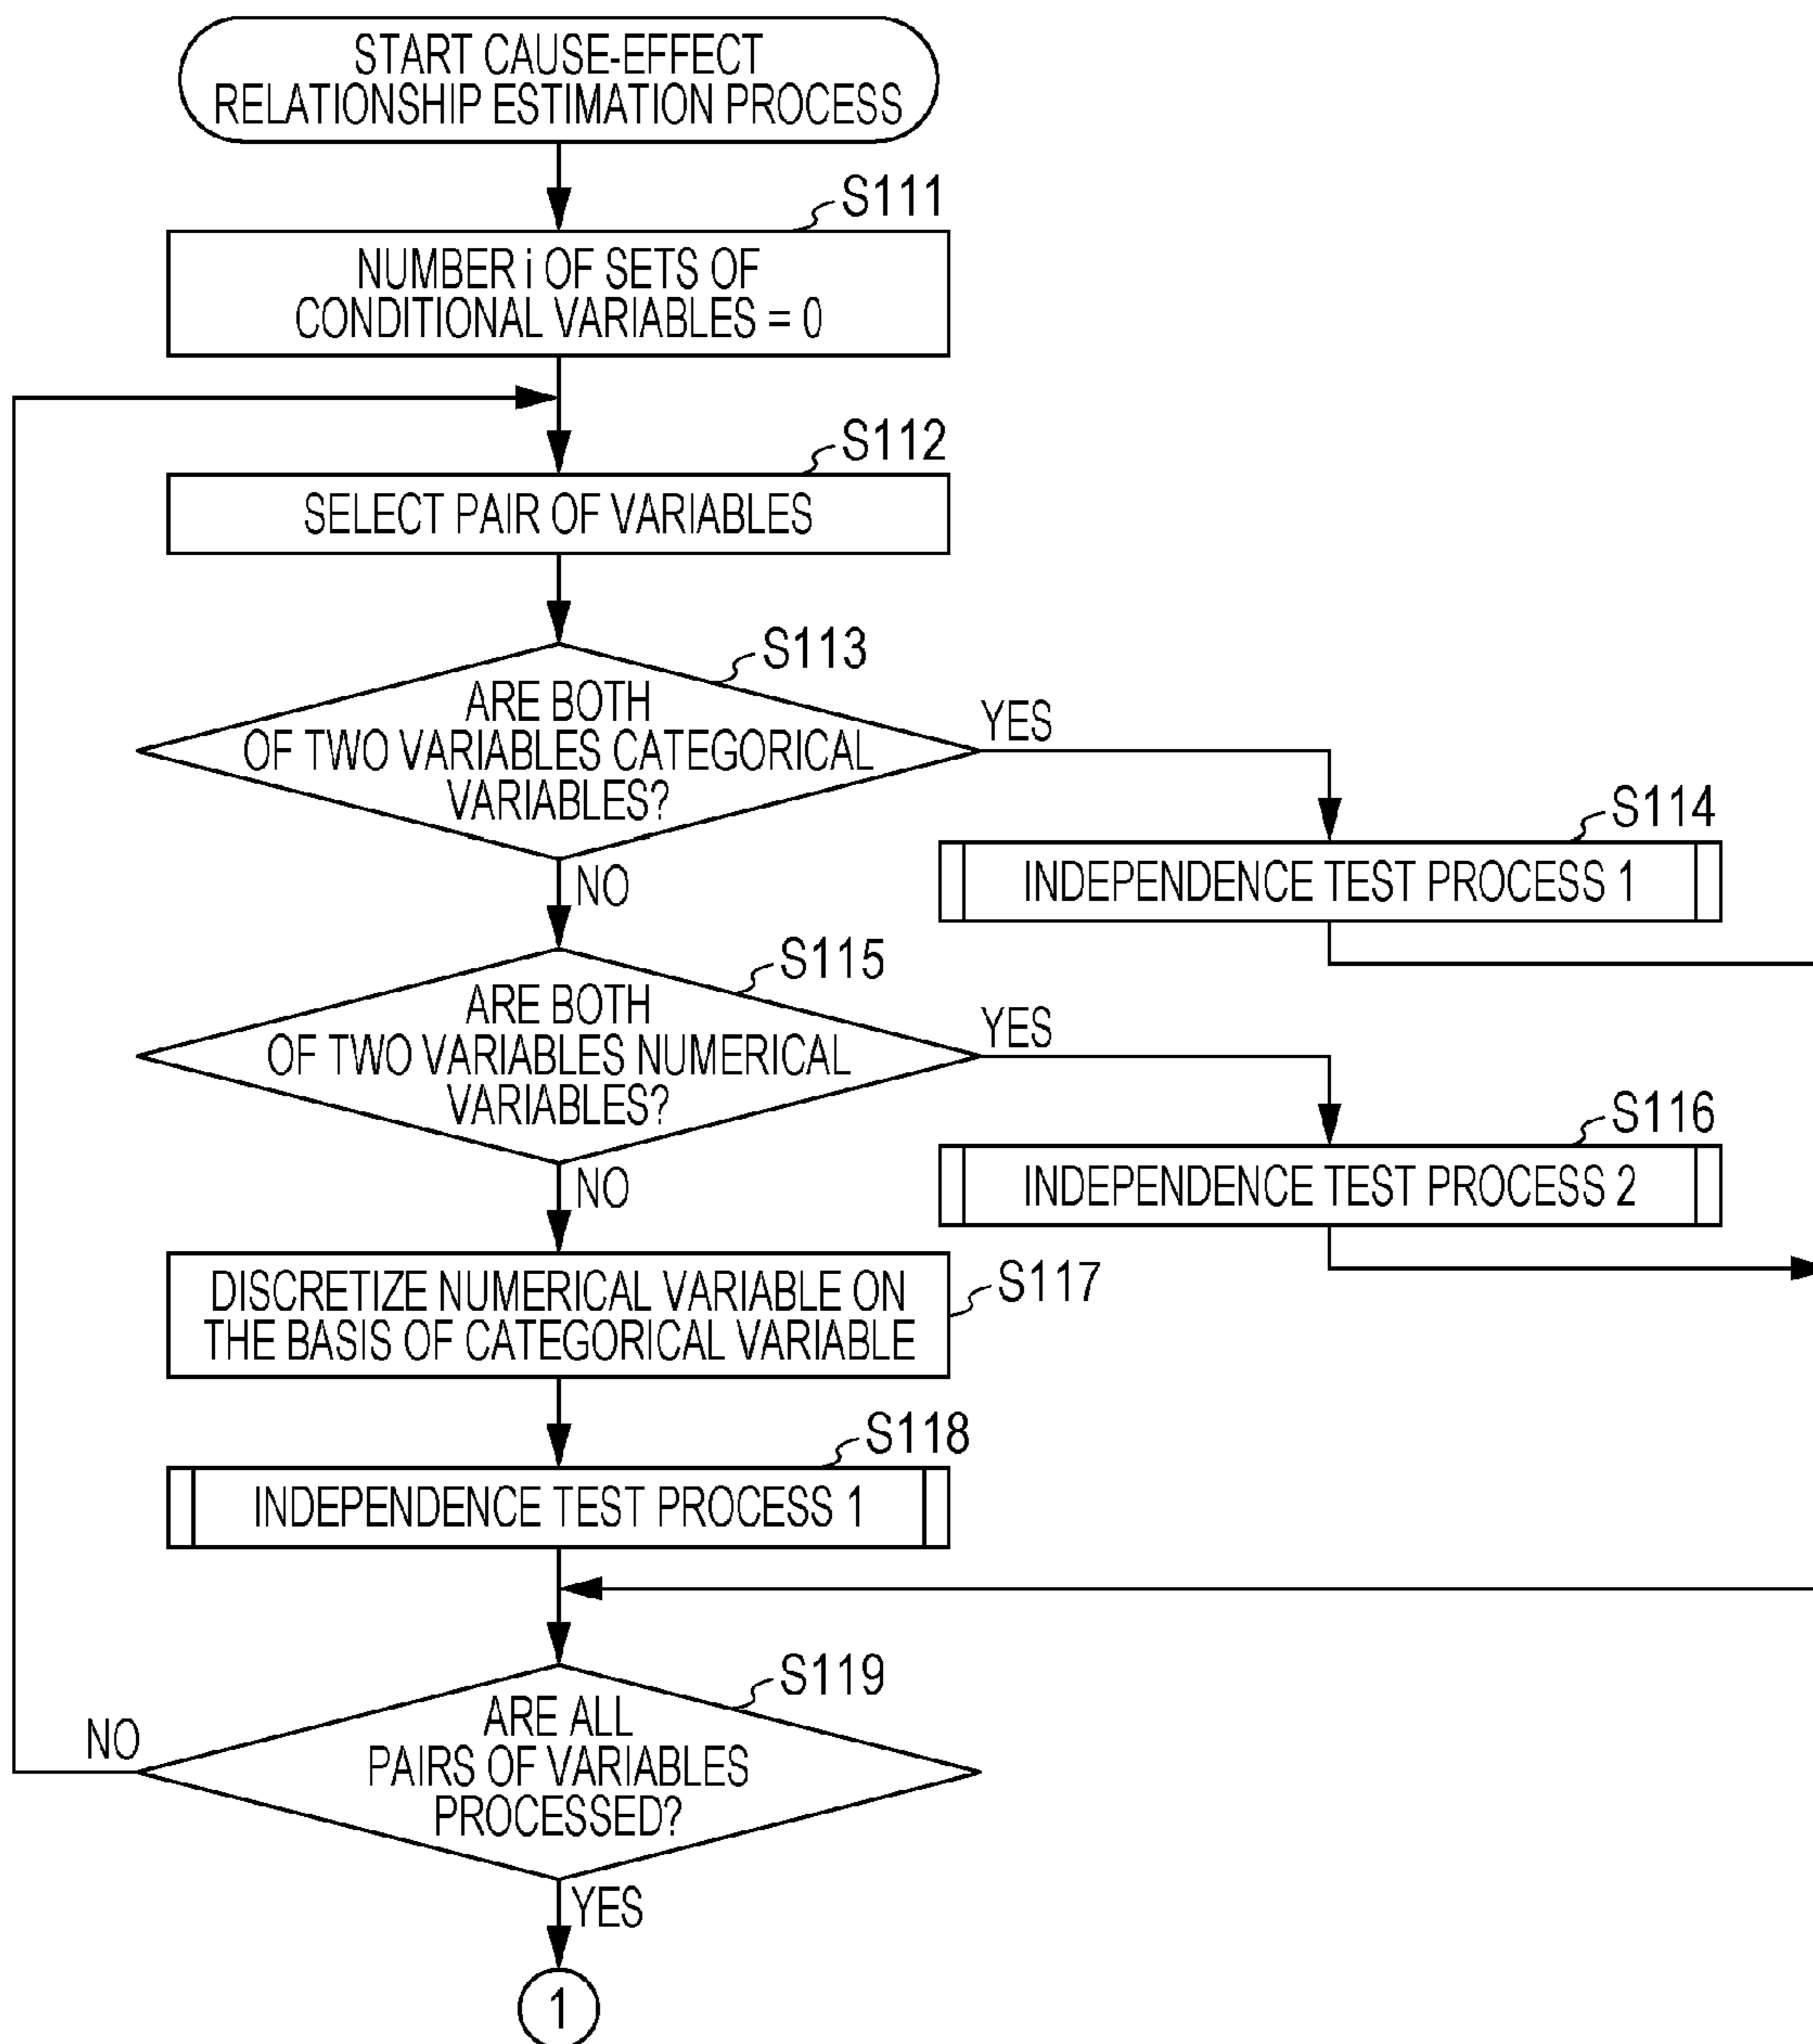 START CAUSE-EFFECT
RELATIONSHIP ESTIMATION PROCESS
S111
NUMBER i OF SETS OF
CONDITIONAL VARIABLES = 0
S112
SELECT PAIR OF VARIABLES
S113
ARE BOTH
OF TWO VARIABLES CATEGORICAL
VARIABLES?
YES
S114
INDEPENDENCE TEST PROCESS 1
NO
S115
ARE BOTH
OF TWO VARIABLES NUMERICAL
VARIABLES?
YES
S116
INDEPENDENCE TEST PROCESS 2
NO
S117
DISCRETIZE NUMERICAL VARIABLE ON
THE BASIS OF CATEGORICAL VARIABLE
S118
INDEPENDENCE TEST PROCESS 1
S119
ARE ALL
PAIRS OF VARIABLES
PROCESSED?
NO
YES
1